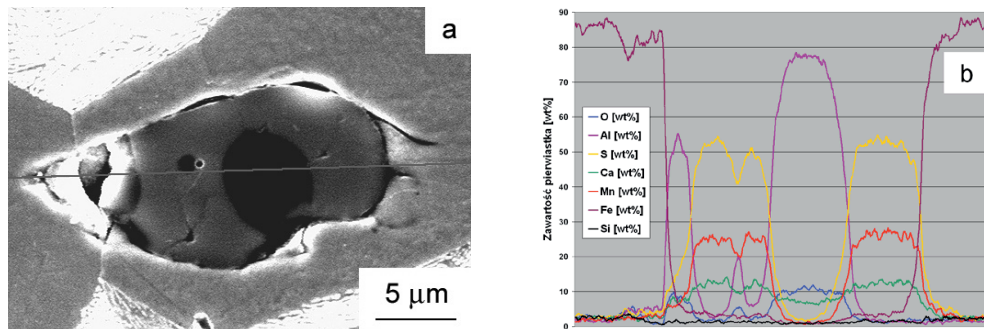 a
5 μm
b
Zawartość pierwiastka [wt%]
90
80
70
60
50
40
30
20
10
0
O [wt%]
Al [wt%]
S [wt%]
Ca [wt%]
Mn [wt%]
Fe [wt%]
Si [wt%]